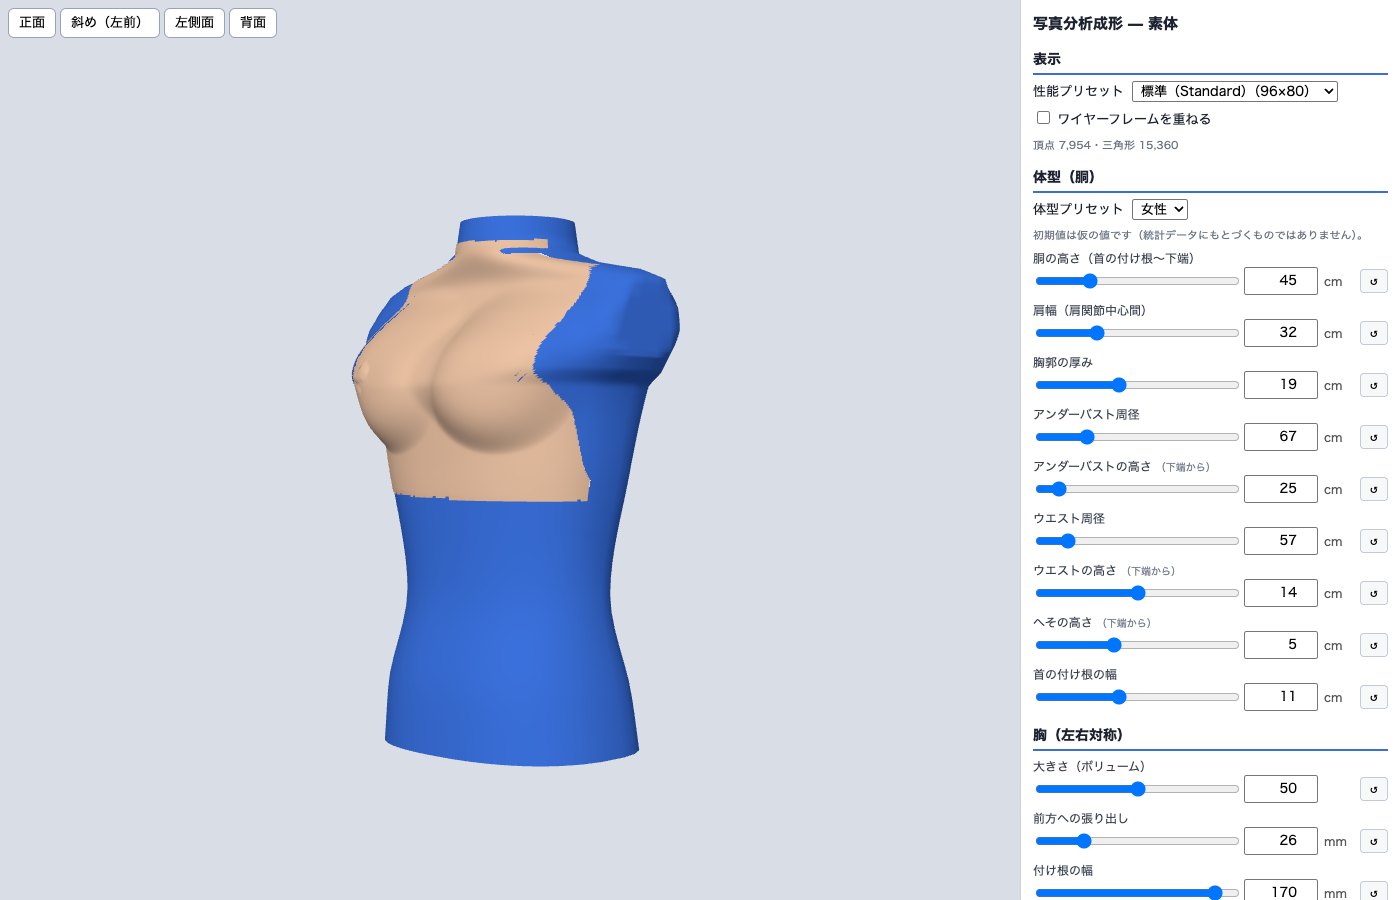 正面 斜め（左前） 左側面 背面
写真分析成形 — 素体
表示
性能プリセット 標準（Standard）（96×80）
ワイヤーフレームを重ねる
頂点 7,954・三角形 15,360
体型（胴）
体型プリセット 女性
初期値は仮の値です（統計データにもとづくものではありません）。
胴の高さ（首の付け根〜下端）
45 cm ↺
肩幅（肩関節中心間）
32 cm ↺
胸郭の厚み
19 cm ↺
アンダーバスト周径
67 cm ↺
アンダーバストの高さ （下端から）
25 cm ↺
ウエスト周径
57 cm ↺
ウエストの高さ （下端から）
14 cm ↺
へその高さ （下端から）
5 cm ↺
首の付け根の幅
11 cm ↺
胸（左右対称）
大きさ（ボリューム）
50 ↺
前方への張り出し
26 mm ↺
付け根の幅
170 mm ↺